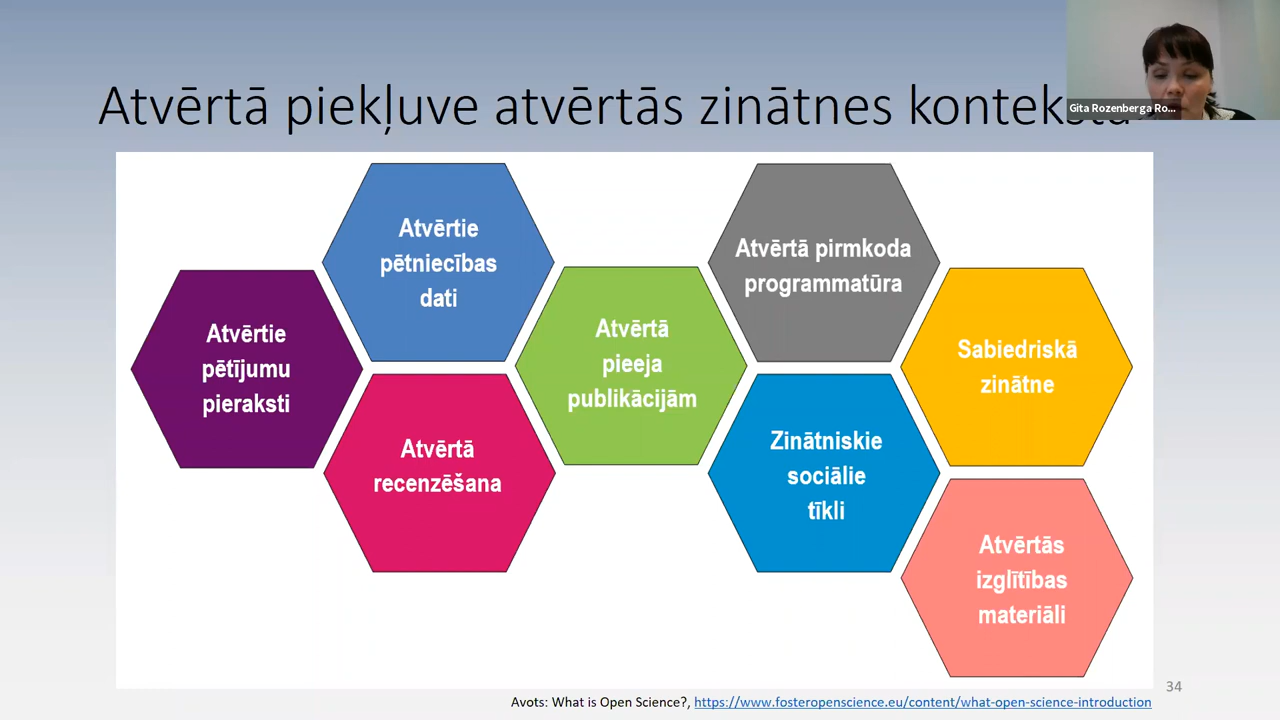 Atvērtā piekļuve atvērtās zinātnes kontekstā
Gita Rozenberga Ro...
Atvērtie
pētniecības
dati
Atvērtā pirmkoda
programmatūra
Atvērtie
pētījumu
pieraksti
Atvērtā
pieeja
publikācijām
Sabiedriskā
zinātne
Atvērtā
recenzēšana
Zinātniskie
sociālie
tīkli
Atvērtās
izglītības
materiāli
34
Avots: What is Open Science?, https://www.fosteropenscience.eu/content/what-open-science-introduction